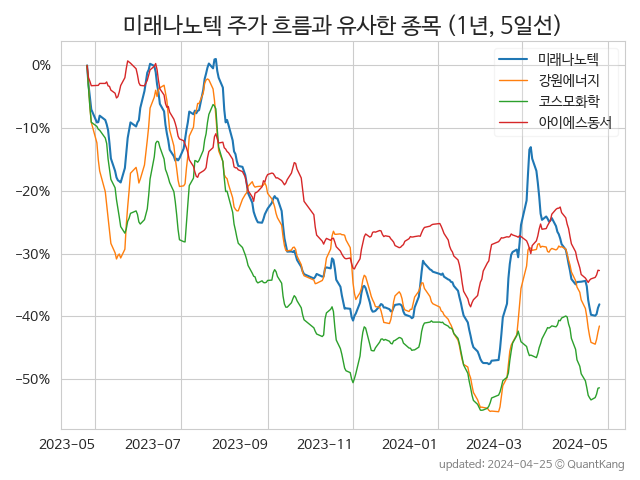 미래나노텍 주가 흐름과 유사한 종목 (1년, 5일선)
미래나노텍
강원에너지
코스모화학
아이에스동서
0%
−10%
−20%
−30%
−40%
−50%
2023-05 2023-07 2023-09 2023-11 2024-01 2024-03 2024-05
updated: 2024-04-25 © QuantKang